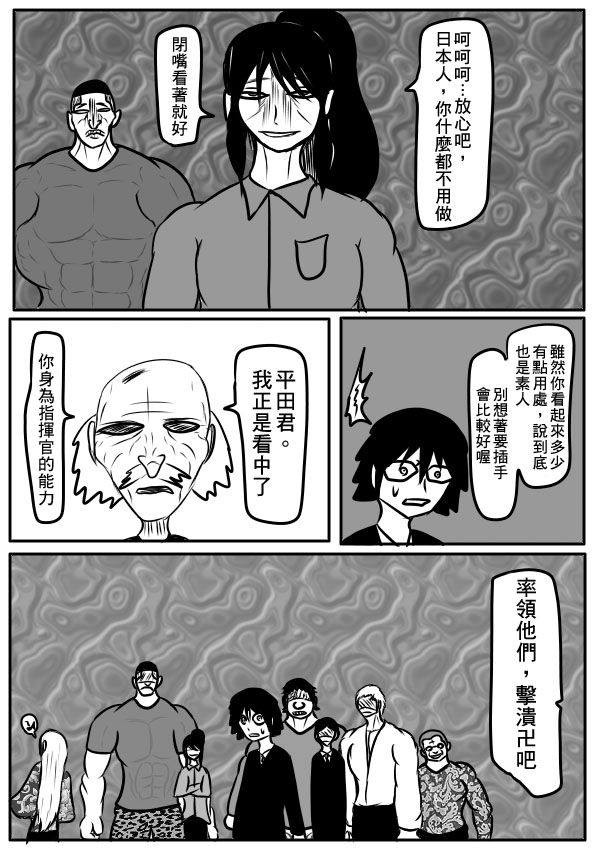 呵呵呵…放心吧，
日本人，你什麼都不用做
閉嘴看著就好
雖然你看起來多少
有點用處，說到底
也是素人
別想著要插手
會比較好喔
平田君。
我正是看中了
你身為指揮官的能力
率領他們，擊潰卍吧